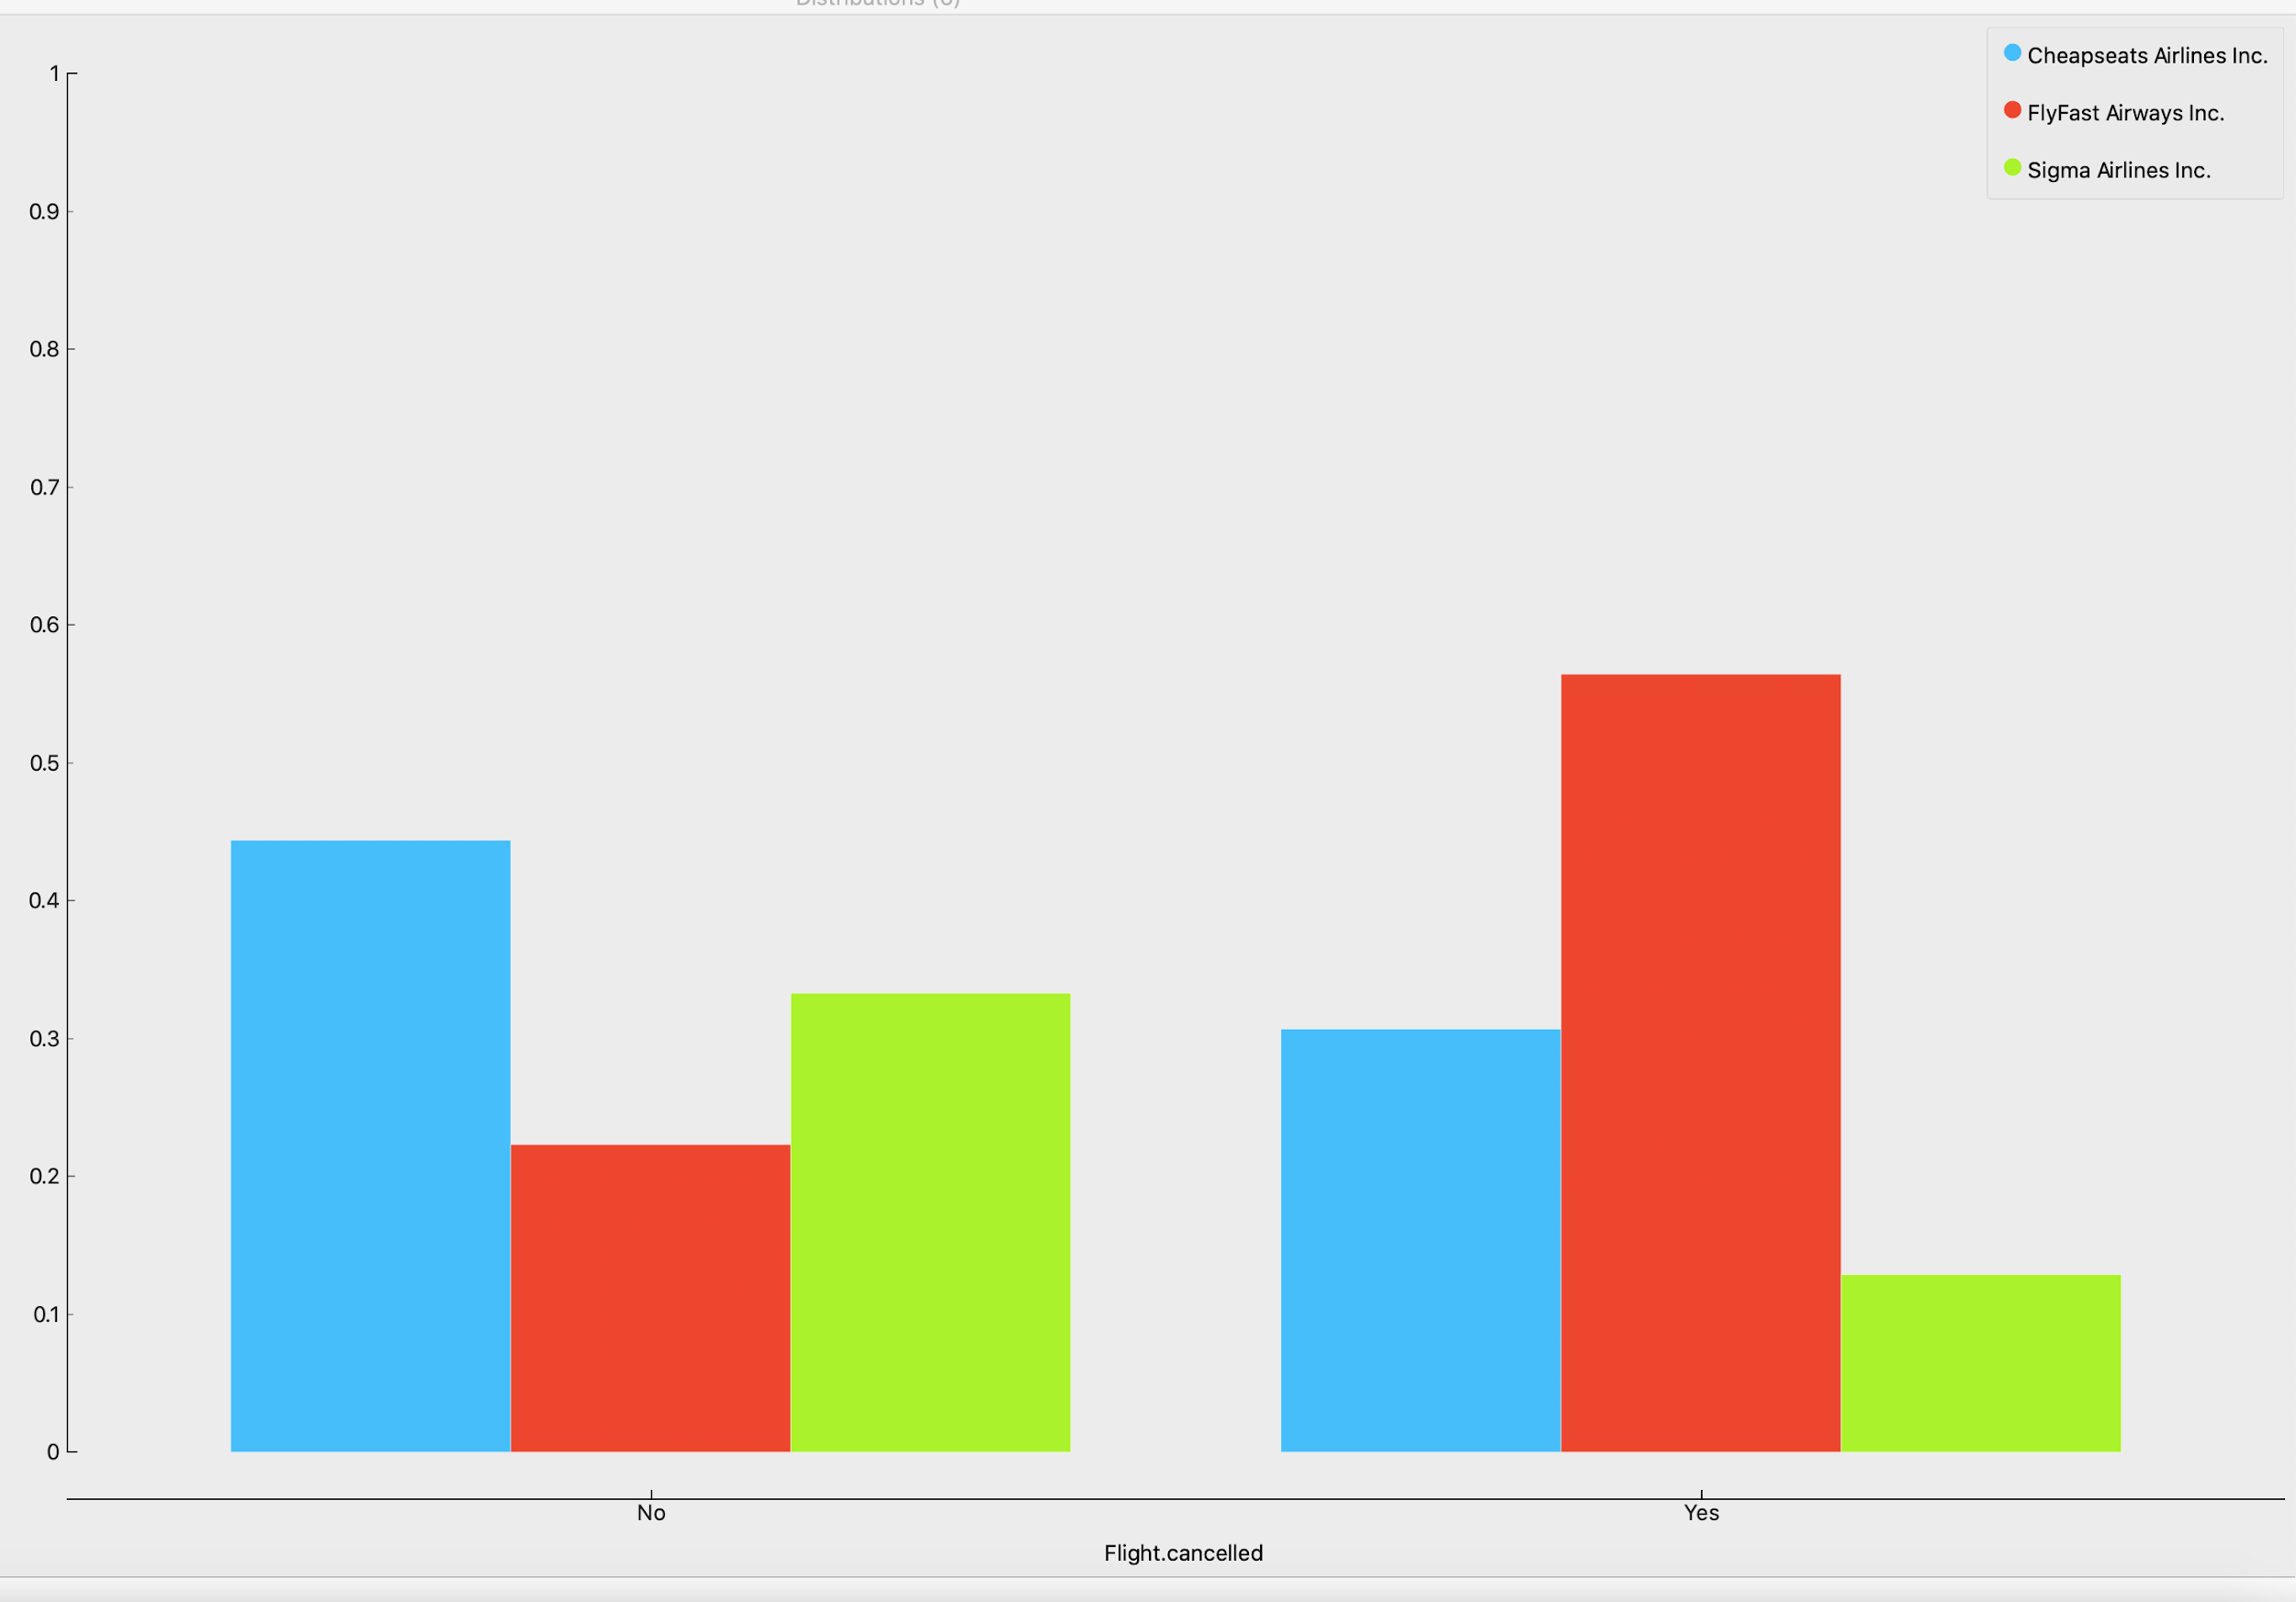 Cheapseats Airlines Inc.
FlyFast Airways Inc.
Sigma Airlines Inc.
1
0.9
0.8
0.7
0.6
0.5
0.4
0.3
0.2
0.1
0
No
Yes
Flight.cancelled